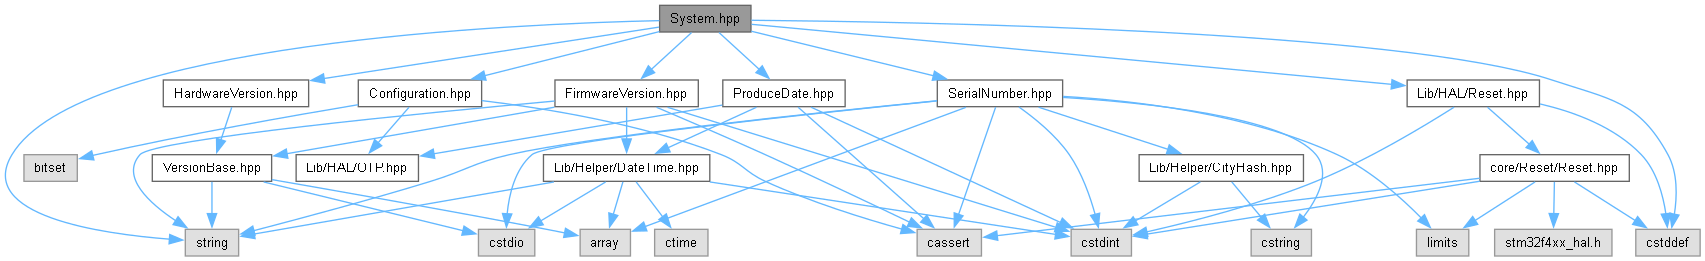 System.hpp
HardwareVersion.hpp
Configuration.hpp
FirmwareVersion.hpp
ProduceDate.hpp
SerialNumber.hpp
Lib/HAL/Reset.hpp
bitset
VersionBase.hpp
Lib/HAL/OTP.hpp
Lib/Helper/DateTime.hpp
Lib/Helper/CityHash.hpp
core/Reset/Reset.hpp
string
cstdio
array
ctime
cassert
cstdint
cstring
limits
stm32f4xx_hal.h
cstddef